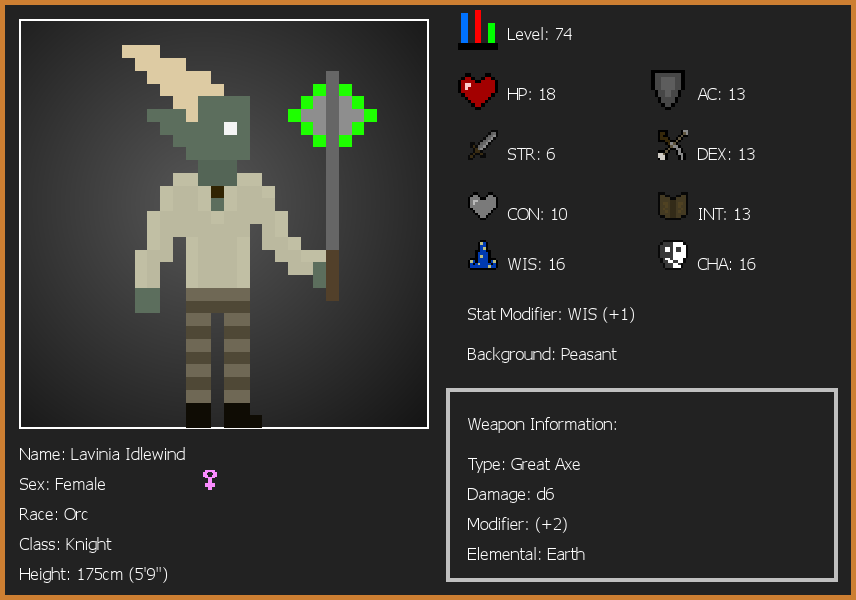 Level: 74
HP: 18
AC: 13
STR: 6
DEX: 13
CON: 10
INT: 13
WIS: 16
CHA: 16
Stat Modifier: WIS (+1)
Background: Peasant
Weapon Information:
Type: Great Axe
Damage: d6
Modifier: (+2)
Elemental: Earth
Name: Lavinia Idlewind
Sex: Female
Race: Orc
Class: Knight
Height: 175cm (5'9")